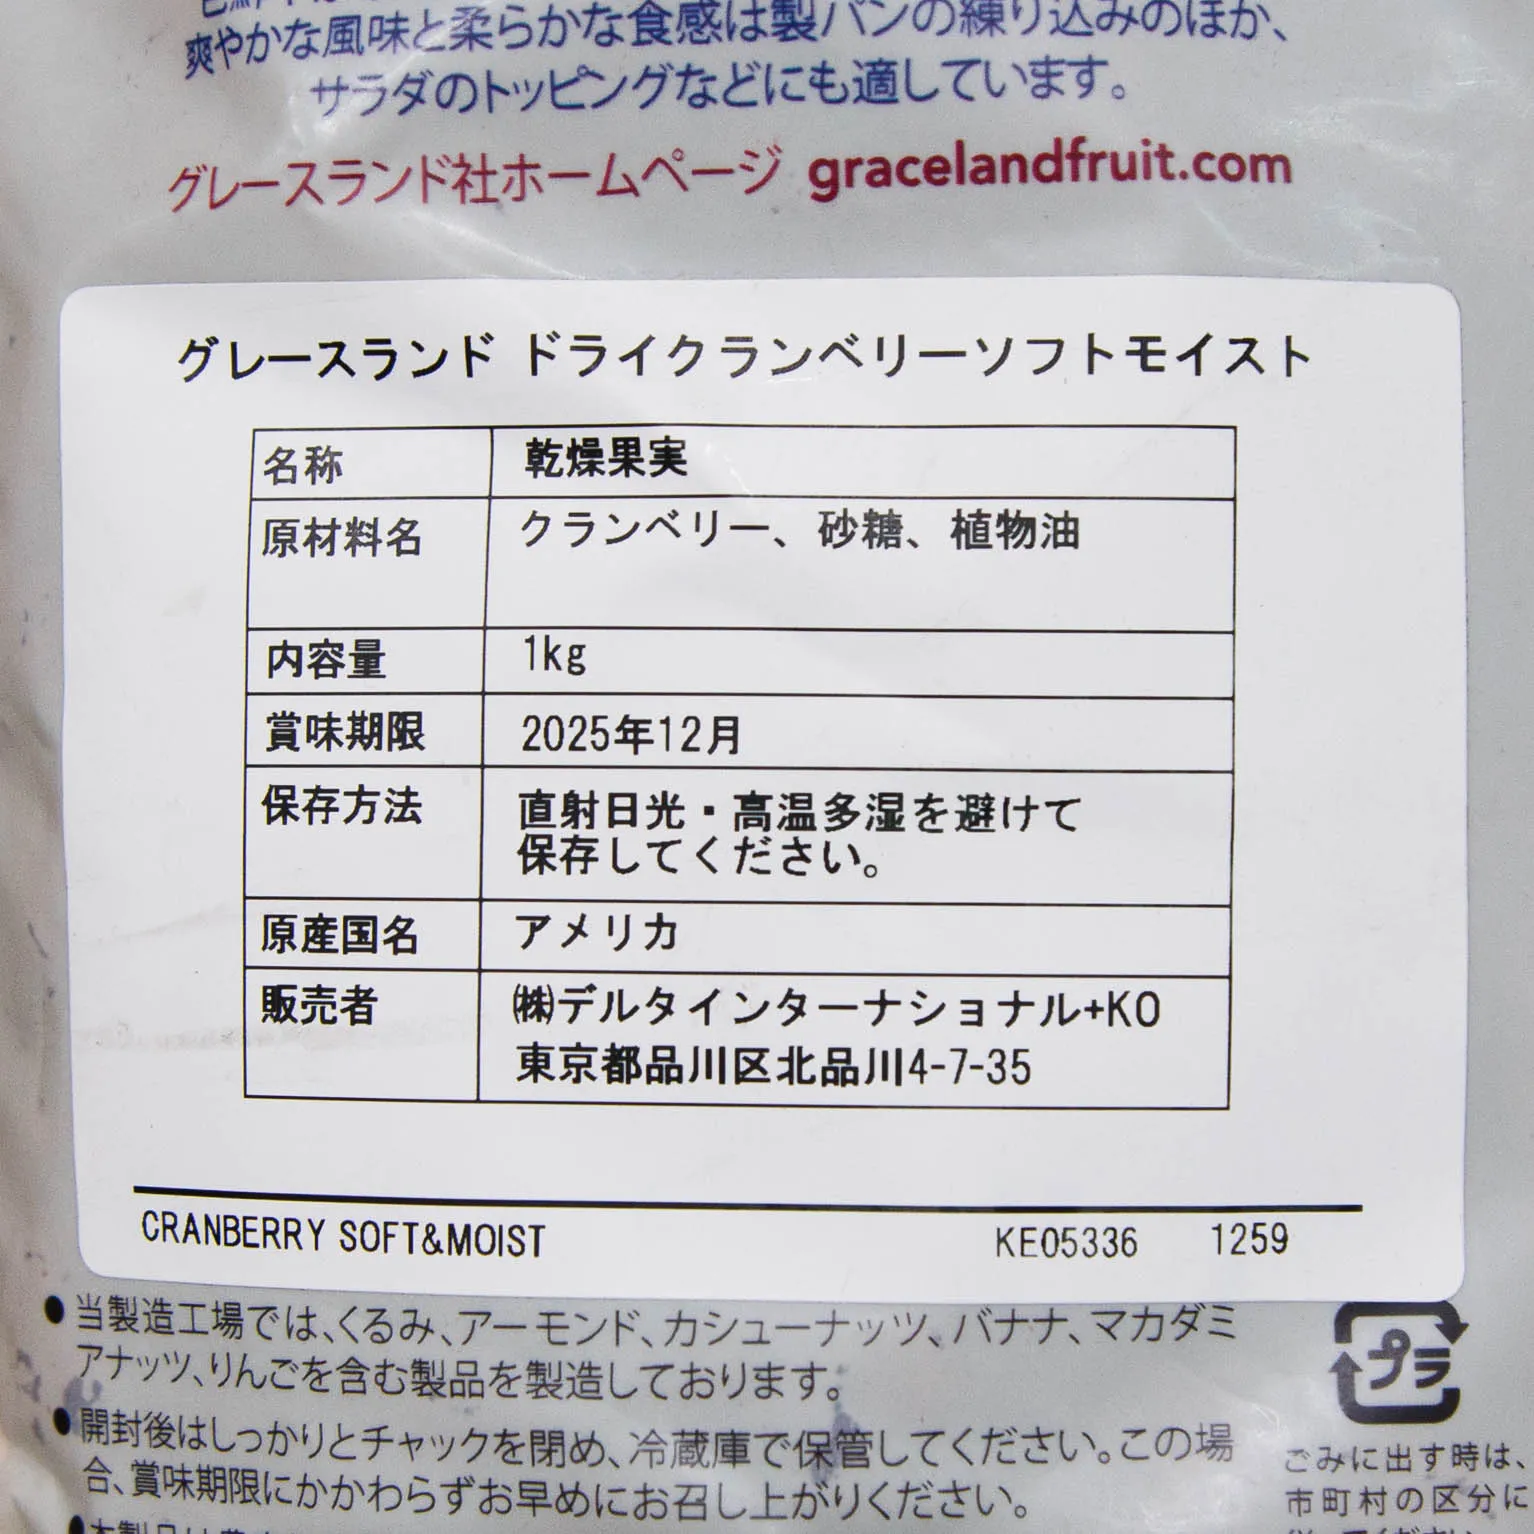 爽やかな風味と柔らかな食感は製パンの練り込みのほか、
サラダのトッピングなどにも適しています。
グレースランド社ホームページ gracelandfruit.com
グレースランド ドライクランベリーソフトモイスト
名称 乾燥果実
原材料名 クランベリー、砂糖、植物油
内容量 1kg
賞味期限 2025年12月
保存方法 直射日光・高温多湿を避けて
保存してください。
原産国名 アメリカ
販売者 ㈱デルタインターナショナル+KO
東京都品川区北品川4-7-35
CRANBERRY SOFT&MOIST KE05336 1259
●当製造工場では、くるみ、アーモンド、カシューナッツ、バナナ、マカダミ
アナッツ、りんごを含む製品を製造しております。
●開封後はしっかりとチャックを閉め、冷蔵庫で保管してください。この場
合、賞味期限にかかわらずお早めにお召し上がりください。
プラ
ごみに出す時は、
市町村の区分に